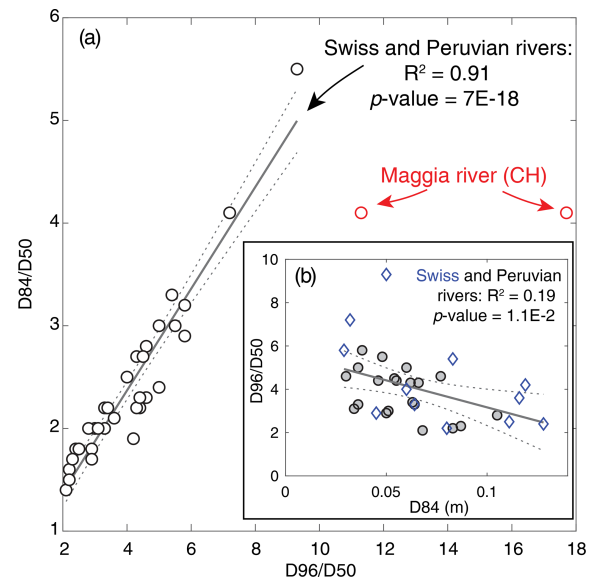 6
(a)
Swiss and Peruvian rivers:
R² = 0.91
p-value = 7E-18
5
Maggia river (CH)
4
D84/D50
3
2
1
2 4 6 8 10 12 14 16 18
D96/D50
10
(b)
Swiss and Peruvian
rivers: R² = 0.19
p-value = 1.1E-2
8
6
D96/D50
4
2
0
0 0.05 0.1
D84 (m)